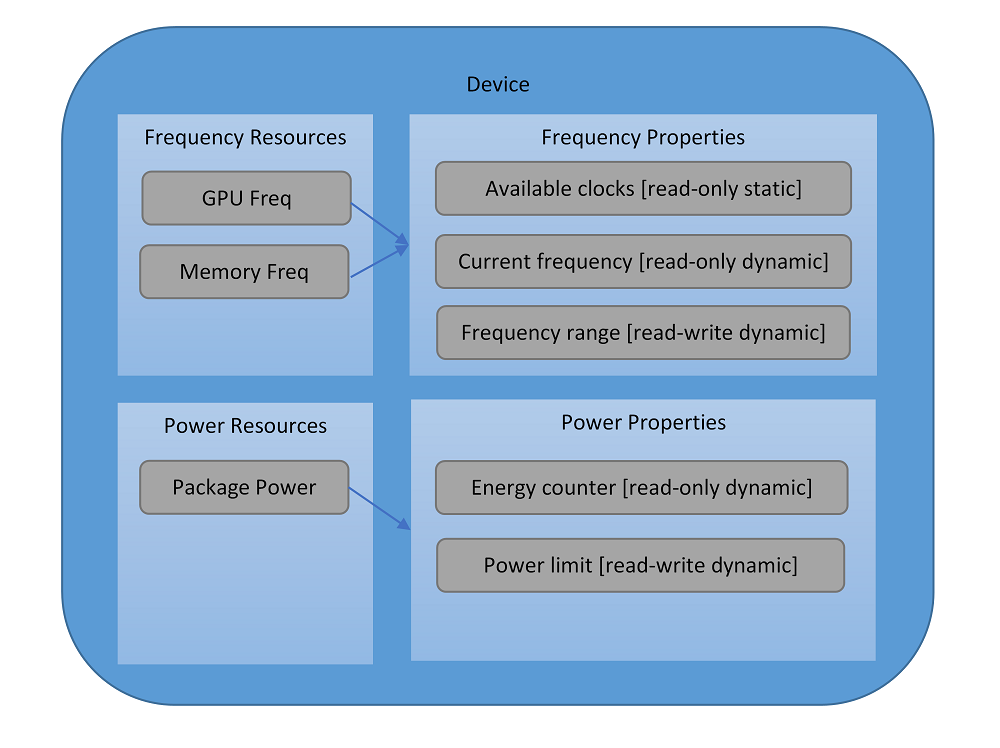 Device
Frequency Resources
GPU Freq
Memory Freq
Frequency Properties
Available clocks [read-only static]
Current frequency [read-only dynamic]
Frequency range [read-write dynamic]
Power Resources
Package Power
Power Properties
Energy counter [read-only dynamic]
Power limit [read-write dynamic]